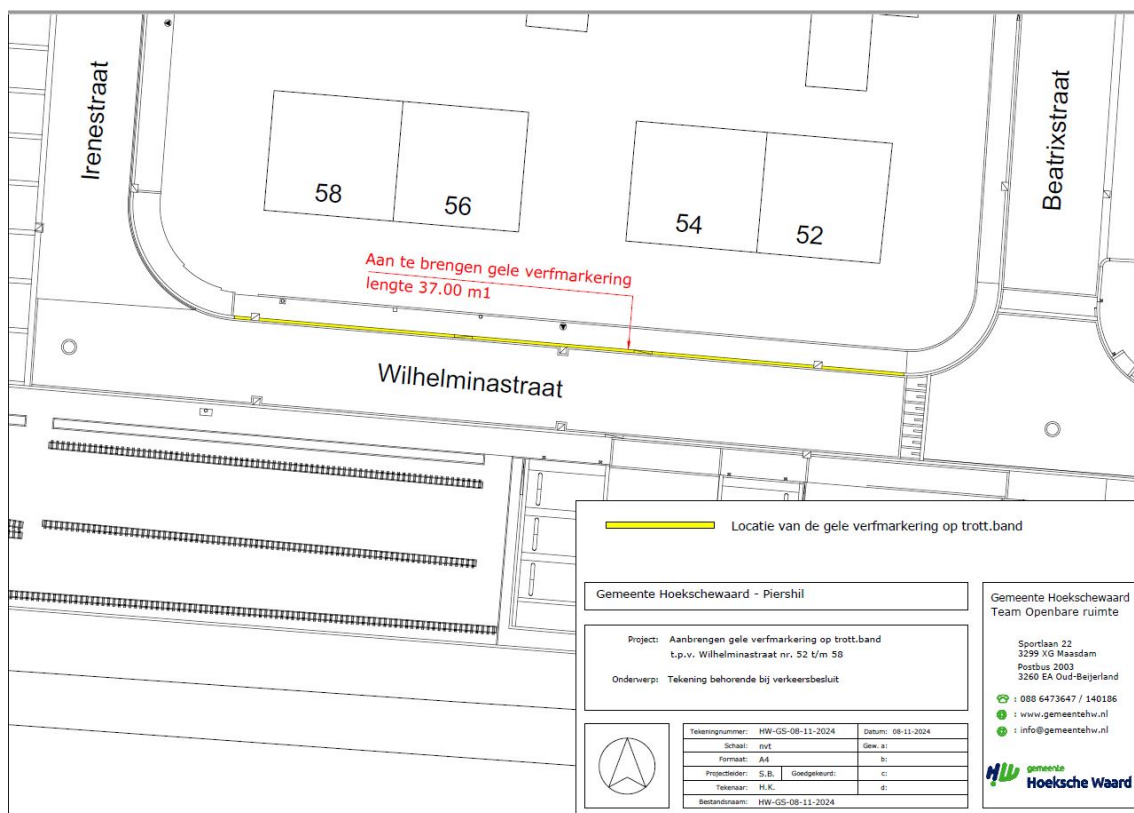 Irenestraat
Beatrixstraat
58
56
54
52
Aan te brengen gele verfmarkering
lengte 37.00 m1
Wilhelminastraat
Locatie van de gele verfmarkering op trott.band
Gemeente Hoekschewaard - Piershil
Project: Aanbrengen gele verfmarkering op trott.band
t.p.v. Wilhelminastraat nr. 52 t/m 58
Onderwerp: Tekening behorende bij verkeersbesluit
Tekeningnummer: HW-GS-08-11-2024 Datum: 08-11-2024
Schaal: nvt Gew. a:
Formaat: A4 b:
Projectleider: S.B. Goedgekeurd: c:
Tekenaar: H.K. d:
Bestandsnaam: HW-GS-08-11-2024
Gemeente Hoekschewaard
Team Openbare ruimte
Sportlaan 22
3299 XG Maasdam
Postbus 2003
3260 EA Oud-Beijerland
: 088 6473647 / 140186
: www.gemeentehw.nl
: info@gemeentehw.nl
HW gemeente
Hoeksche Waard